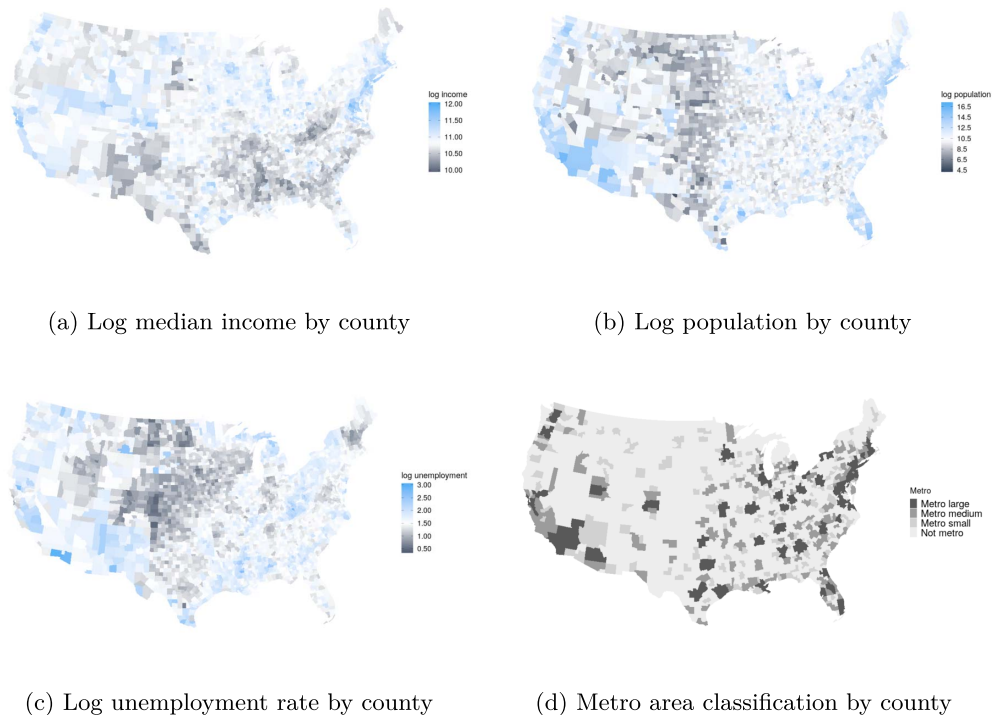 log income
12.00
11.50
11.00
10.50
10.00
log population
16.5
14.5
12.5
10.5
8.5
6.5
4.5
(a) Log median income by county
(b) Log population by county
log unemployment
3.00
2.50
2.00
1.50
1.00
0.50
Metro
Metro large
Metro medium
Metro small
Not metro
(c) Log unemployment rate by county
(d) Metro area classification by county